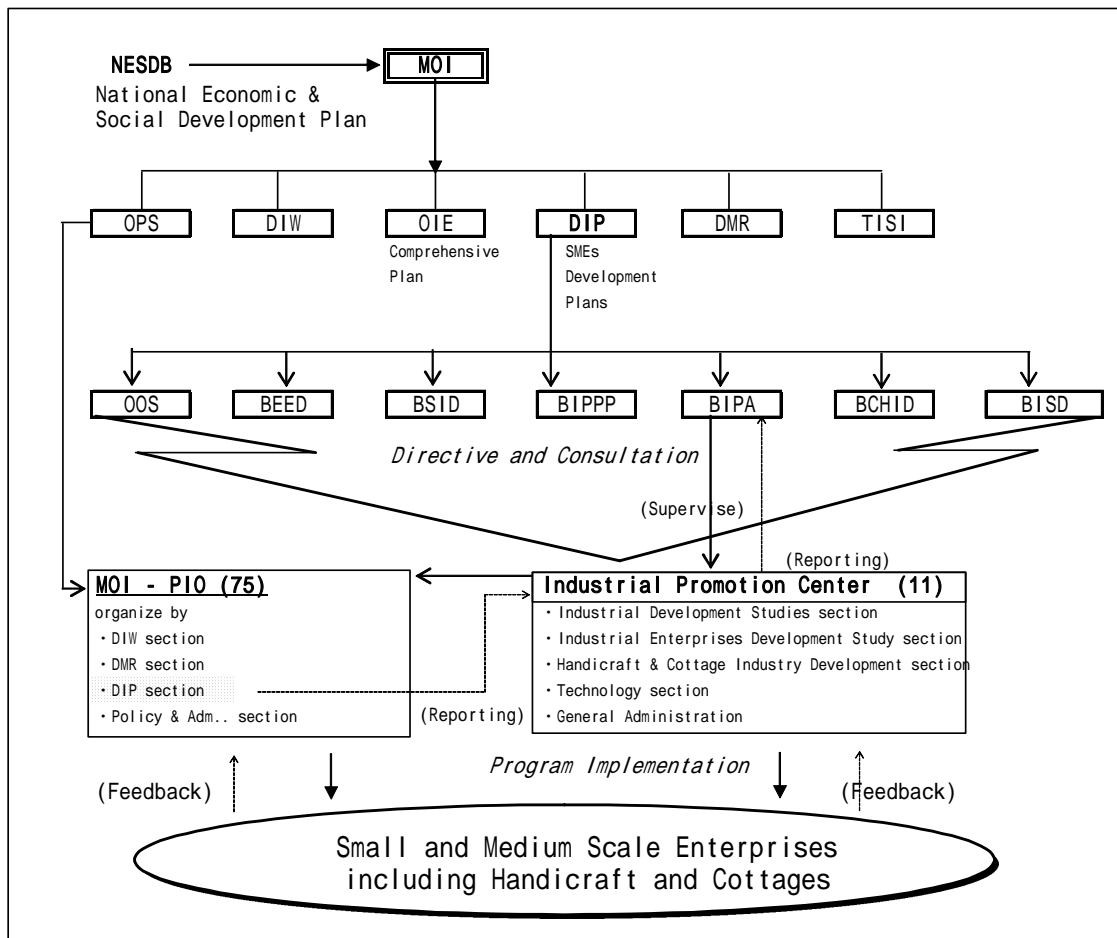 NESDB
MOI
National Economic &
Social Development Plan
OPS
DIW
OIE
DIP
DMR
TISI
Comprehensive
Plan
SMEs
Development
Plans
OOS
BEED
BSID
BIPPP
BIPA
BCHID
BISD
Directive and Consultation
(Supervise)
(Reporting)
MOI - PIO (75)
organize by
・DIW section
・DMR section
・DIP section
・Policy & Adm.. section
(Reporting)
Industrial Promotion Center (11)
・Industrial Development Studies section
・Industrial Enterprises Development Study section
・Handicraft & Cottage Industry Development section
・Technology section
・General Administration
Program Implementation
(Feedback)
(Feedback)
Small and Medium Scale Enterprises
including Handicraft and Cottages